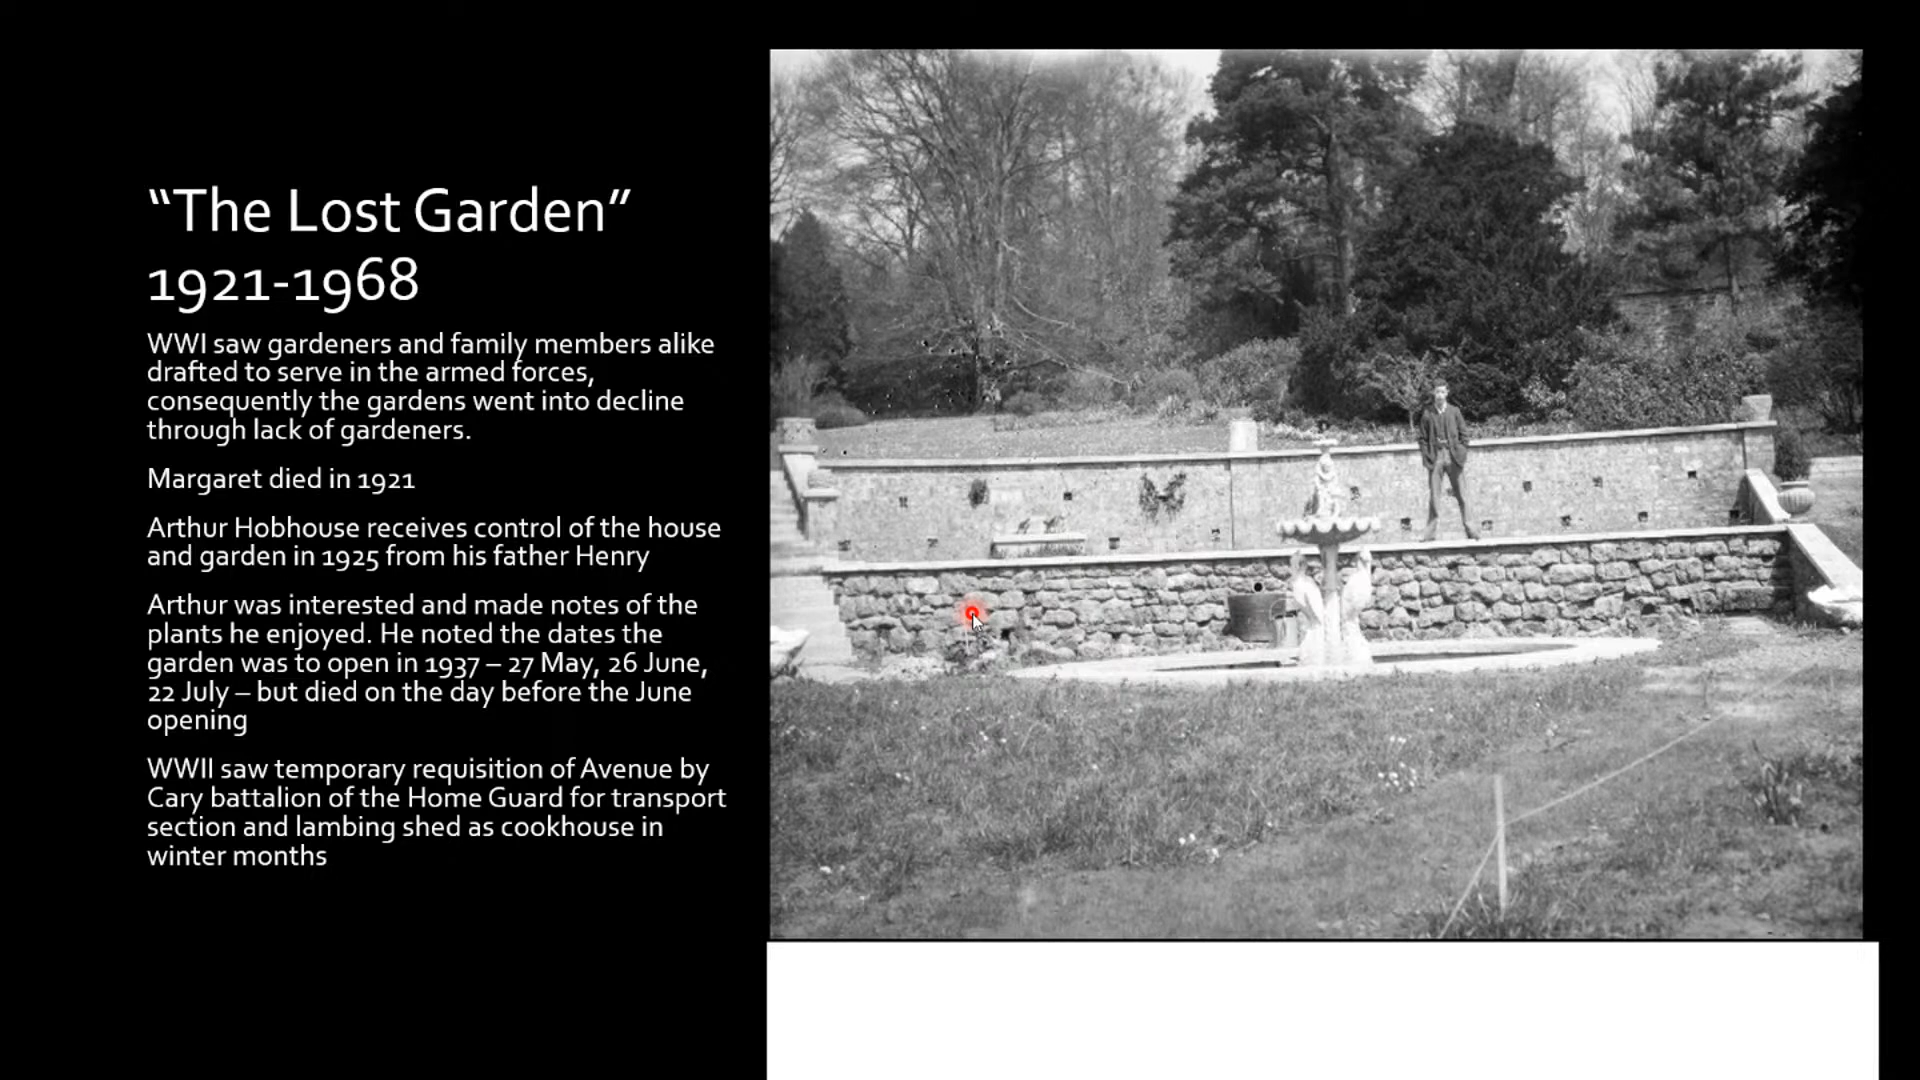 “The Lost Garden”
1921-1968
WWI saw gardeners and family members alike
drafted to serve in the armed forces,
consequently the gardens went into decline
through lack of gardeners.
Margaret died in 1921
Arthur Hobhouse receives control of the house
and garden in 1925 from his father Henry
Arthur was interested and made notes of the
plants he enjoyed. He noted the dates the
garden was to open in 1937 – 27 May, 26 June,
22 July – but died on the day before the June
opening
WWII saw temporary requisition of Avenue by
Cary battalion of the Home Guard for transport
section and lambing shed as cookhouse in
winter months